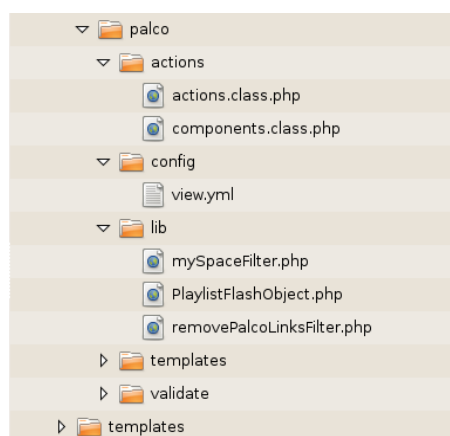 palco
actions
actions.class.php
components.class.php
config
view.yml
lib
mySpaceFilter.php
PlaylistFlashObject.php
removePalcoLinksFilter.php
templates
validate
templates